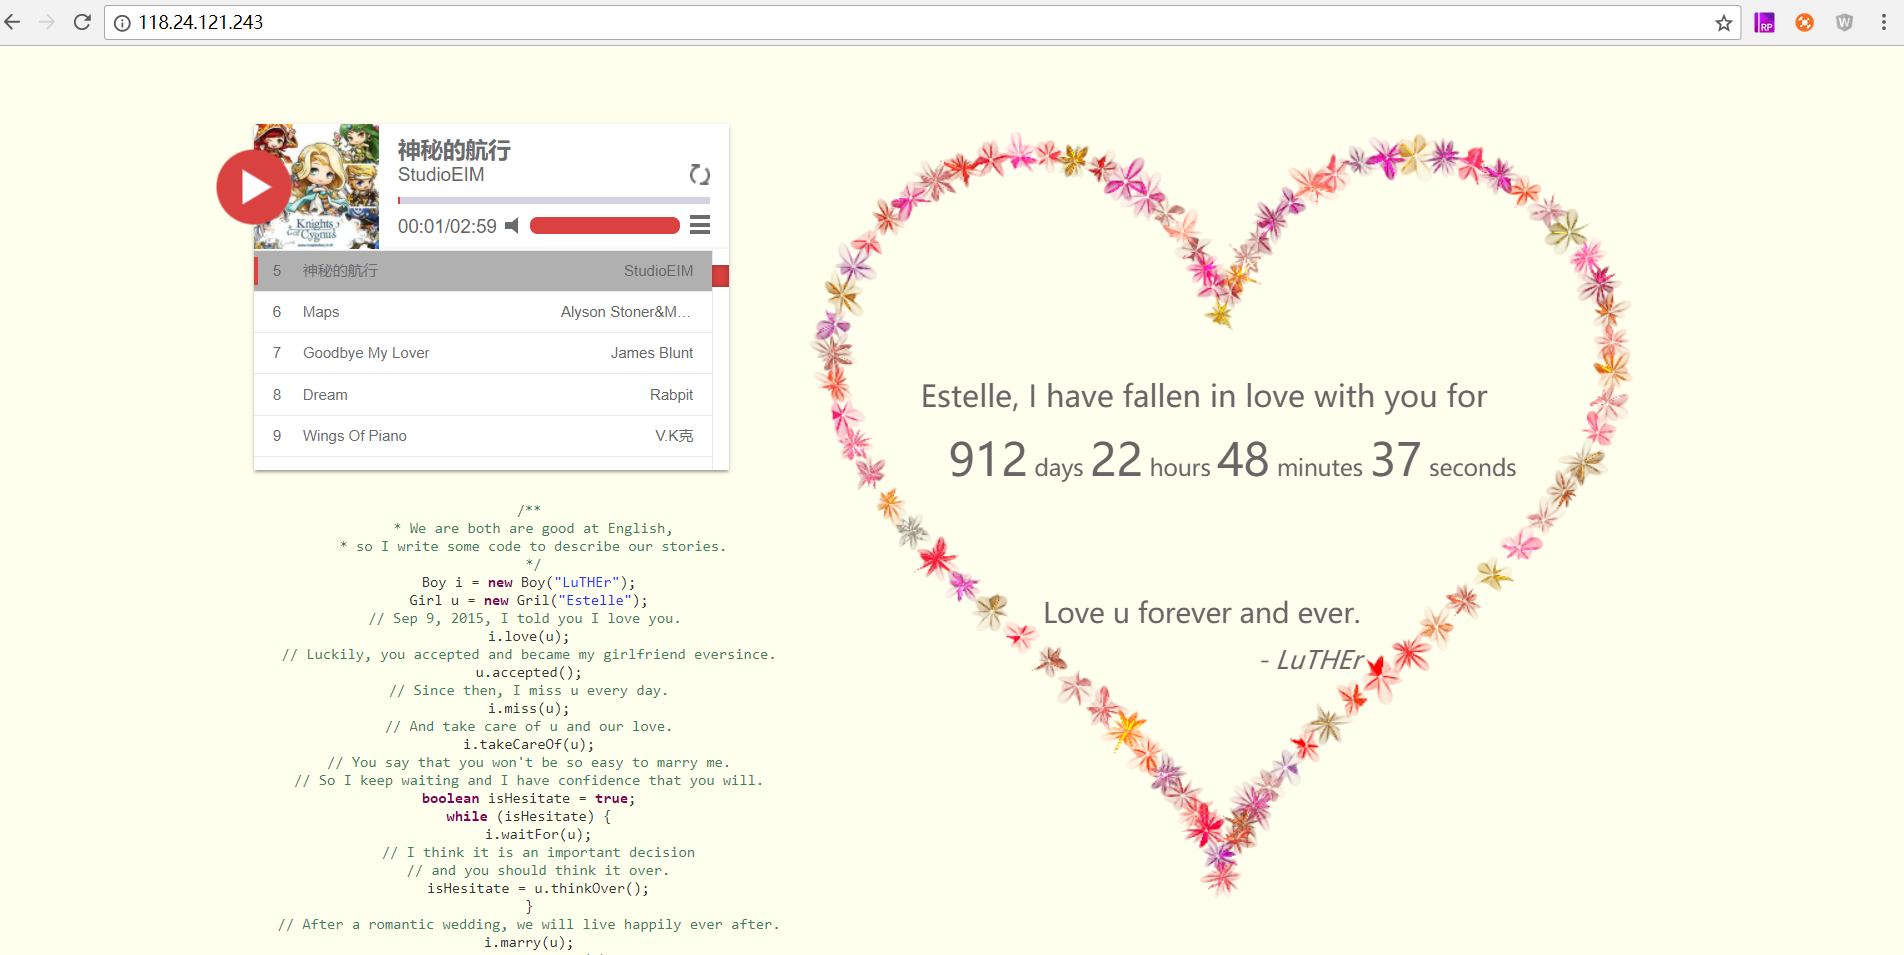 118.24.121.243
RP
W
神秘的航行
StudioEIM
Knights
of Cygnus
00:01/02:59
5 神秘的航行 StudioEIM
6 Maps Alyson Stoner&M...
7 Goodbye My Lover James Blunt
8 Dream Rabpit
9 Wings Of Piano V.K克
/**
* We are both are good at English,
* so I write some code to describe our stories.
*/
Boy i = new Boy("LuTHEr");
Girl u = new Gril("Estelle");
// Sep 9, 2015, I told you I love you.
i.love(u);
// Luckily, you accepted and became my girlfriend eversince.
u.accepted();
// Since then, I miss u every day.
i.miss(u);
// And take care of u and our love.
i.takeCareOf(u);
// You say that you won't be so easy to marry me.
// So I keep waiting and I have confidence that you will.
boolean isHesitate = true;
while (isHesitate) {
i.waitFor(u);
// I think it is an important decision
// and you should think it over.
isHesitate = u.thinkOver();
}
// After a romantic wedding, we will live happily ever after.
i.marry(u);
Estelle, I have fallen in love with you for
912 days 22 hours 48 minutes 37 seconds
Love u forever and ever.
- LuTHEr